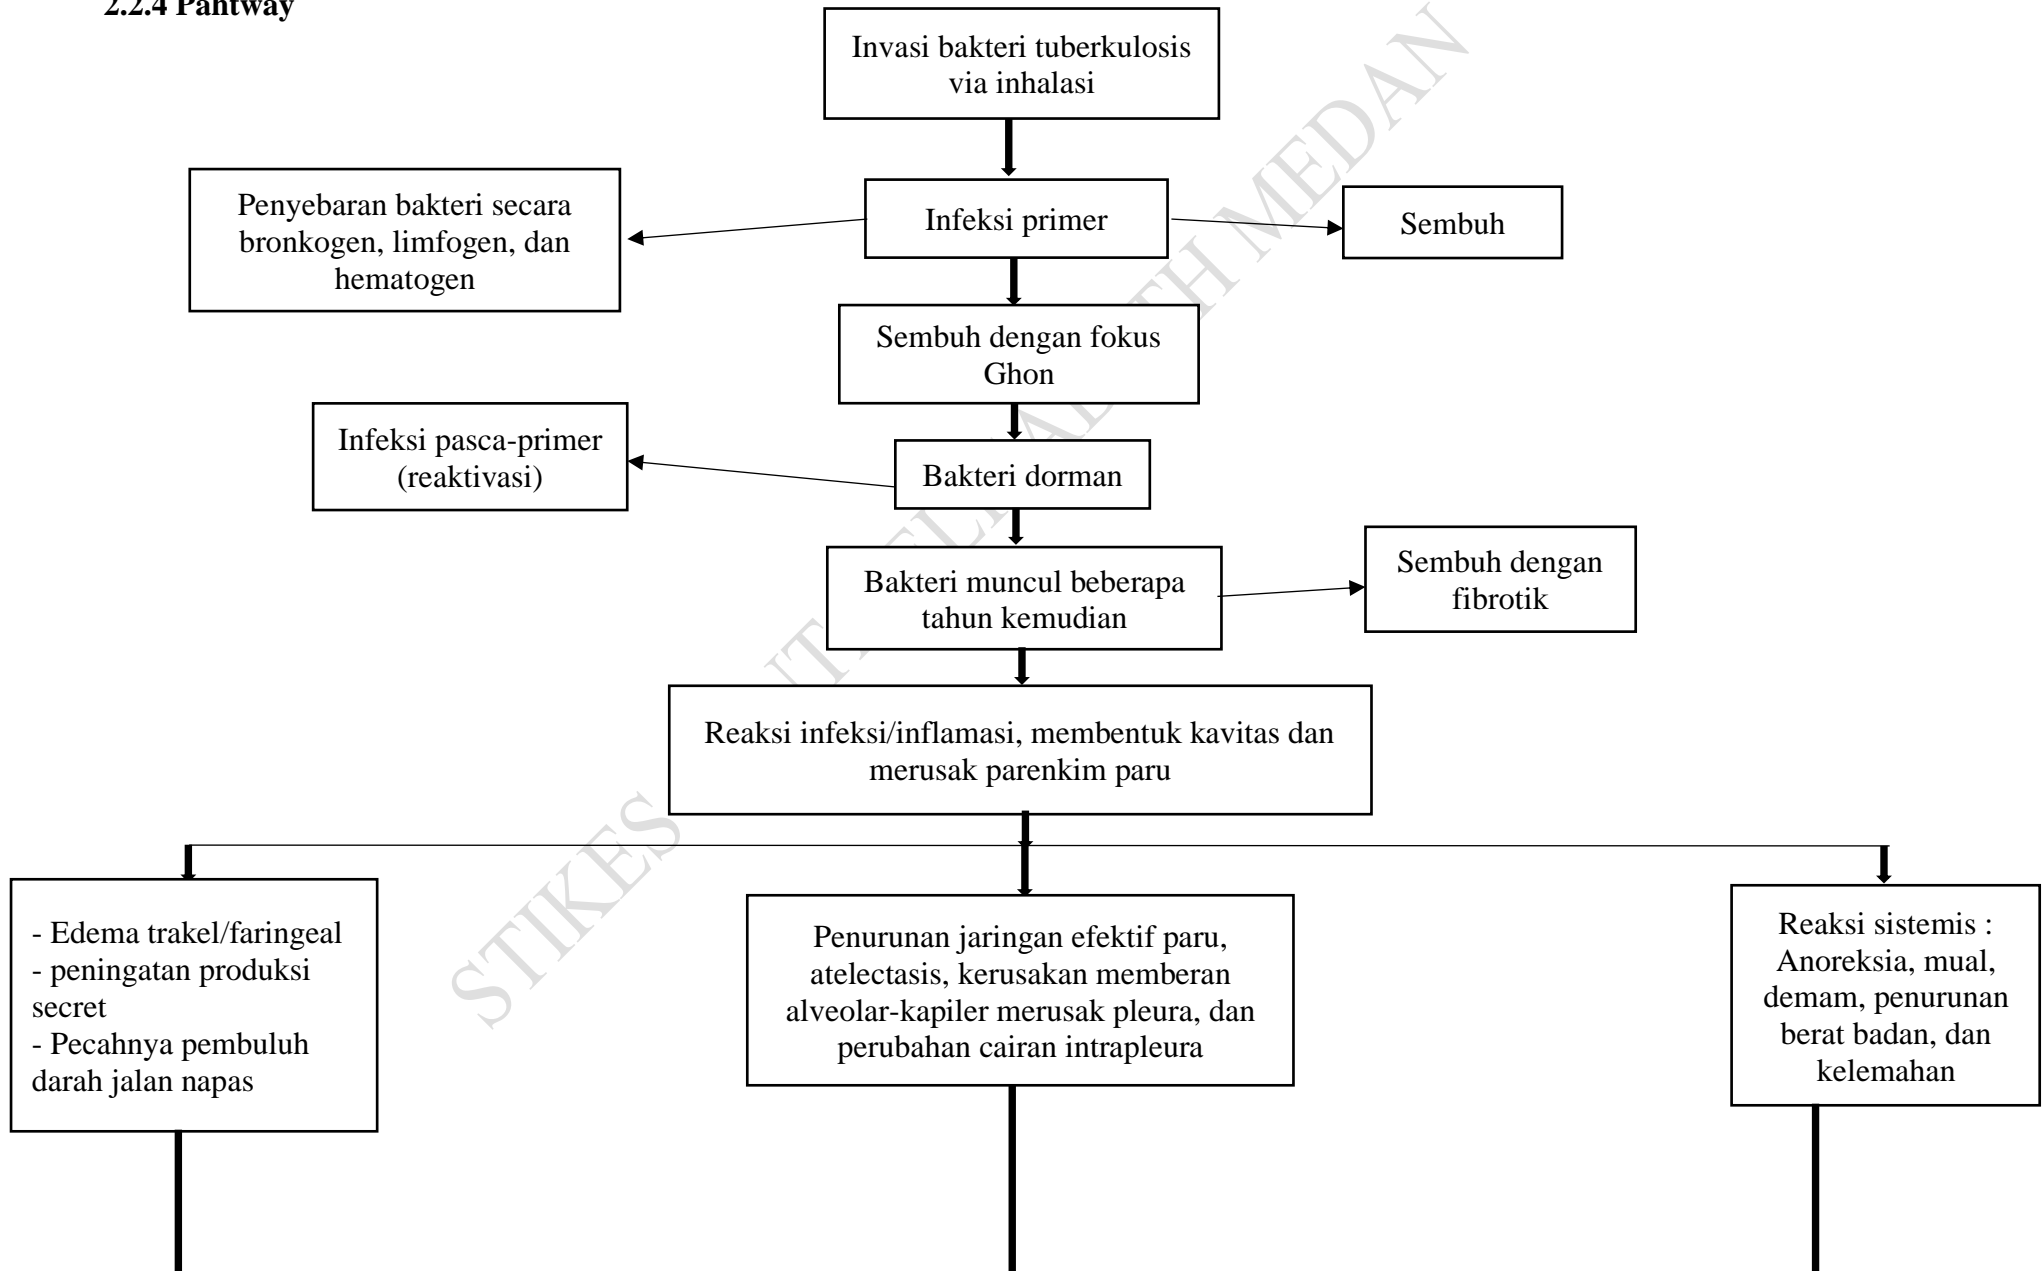 2.2.4 Pahtway
Invasi bakteri tuberkulosis
via inhalasi
Penyebaran bakteri secara
bronkogen, limfogen, dan
hematogen
Infeksi primer
Sembuh
Sembuh dengan fokus
Ghon
Infeksi pasca-primer
(reaktivasi)
Bakteri dorman
Bakteri muncul beberapa
tahun kemudian
Sembuh dengan
fibrotik
Reaksi infeksi/inflamasi, membentuk kavitas dan
merusak parenkim paru
- Edema trakel/faringeal
- peningatan produksi
secret
- Pecahnya pembuluh
darah jalan napas
Penurunan jaringan efektif paru,
atelectasis, kerusakan memberan
alveolar-kapiler merusak pleura, dan
perubahan cairan intrapleura
Reaksi sistemis :
Anoreksia, mual,
demam, penurunan
berat badan, dan
kelemahan
STIKES MEDAN